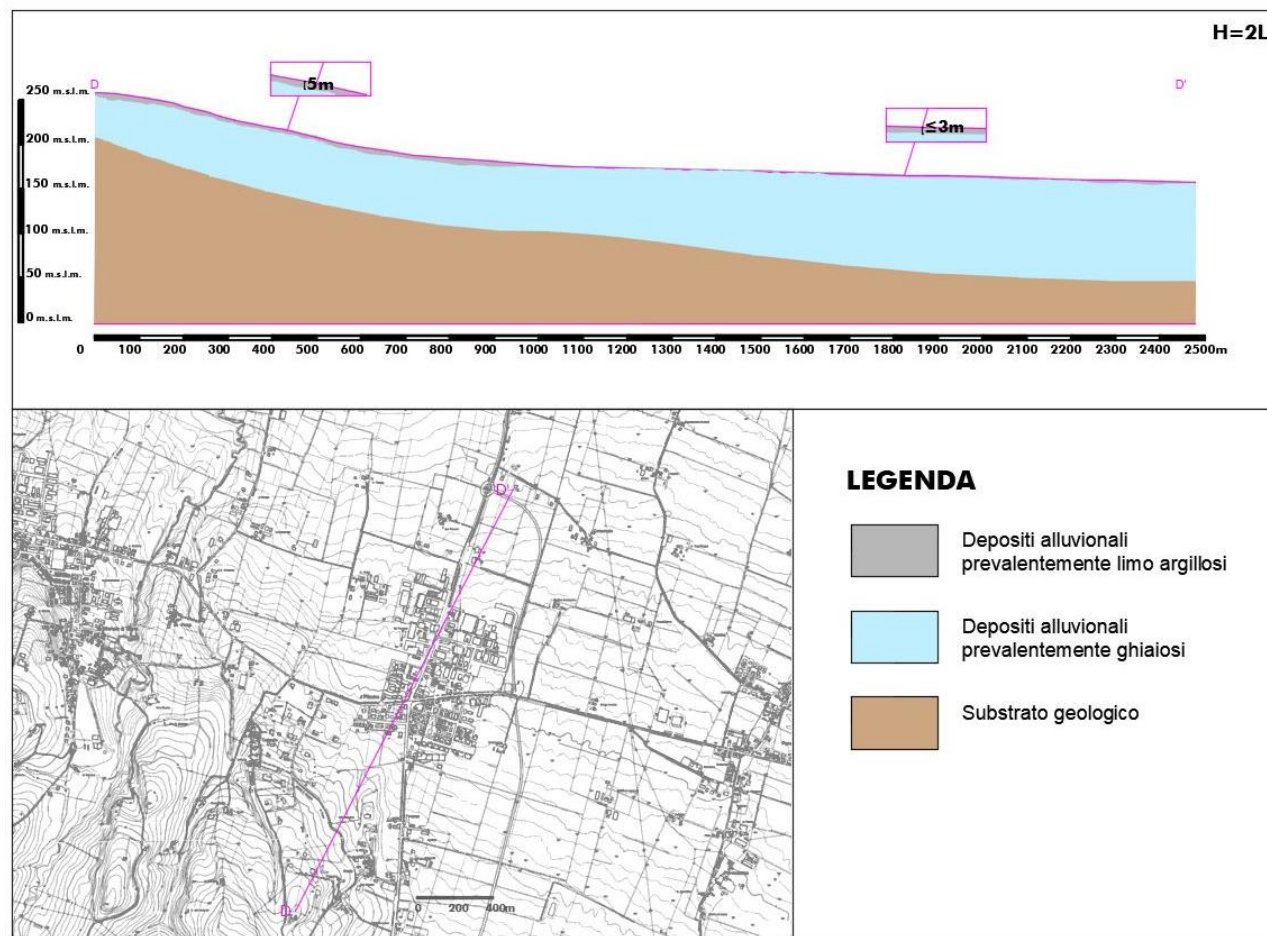 H=2L
D
D'
[5m
[≤3m
250 m.s.l.m.
200 m.s.l.m.
150 m.s.l.m.
100 m.s.l.m.
50 m.s.l.m.
0 m.s.l.m.
0 100 200 300 400 500 600 700 800 900 1000 1100 1200 1300 1400 1500 1600 1700 1800 1900 2000 2100 2200 2300 2400 2500m
D'
D
0 200 400m
LEGENDA
Depositi alluvionali
prevalentemente limo argillosi
Depositi alluvionali
prevalentemente ghiaiosi
Substrato geologico